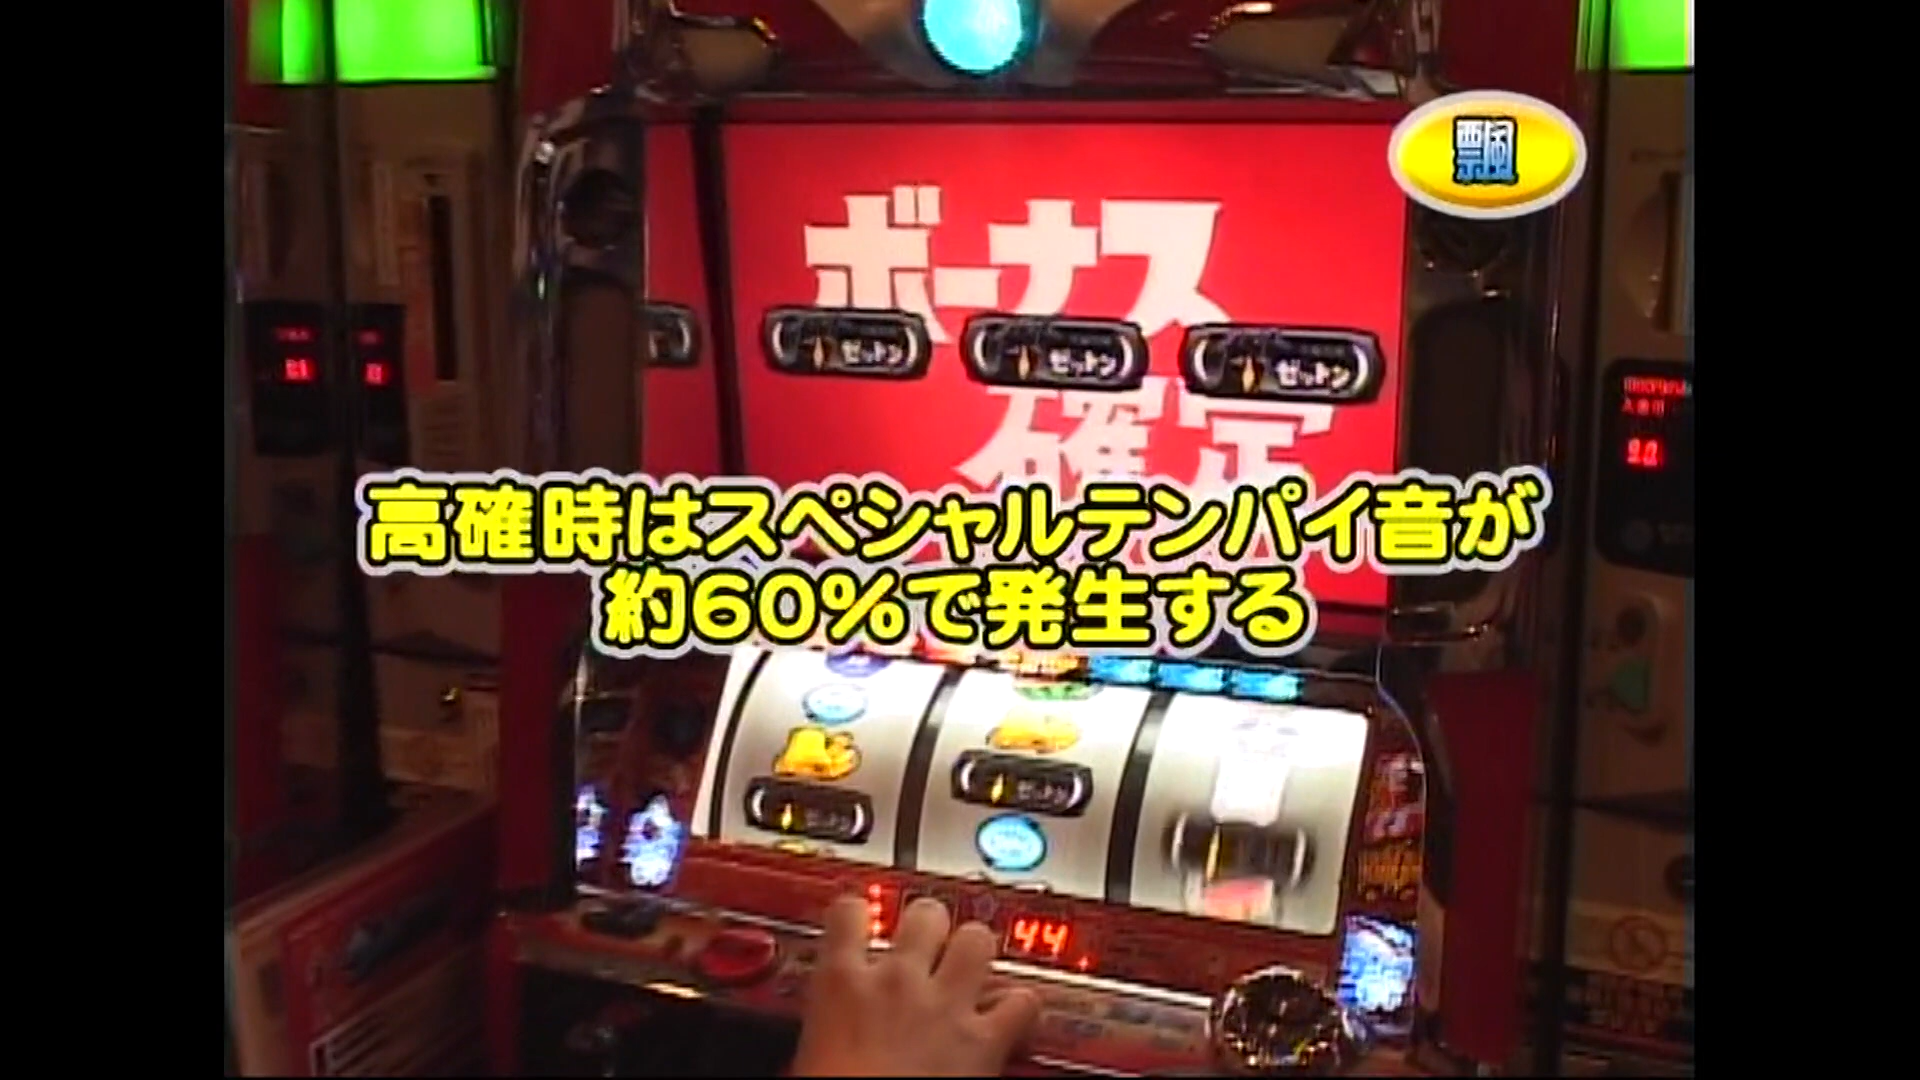 飄
ボーナス
ゼットン
ゼットン
ゼットン
確定
高確時はスペシャルテンパイ音が
約60%で発生する
ゼットン
44